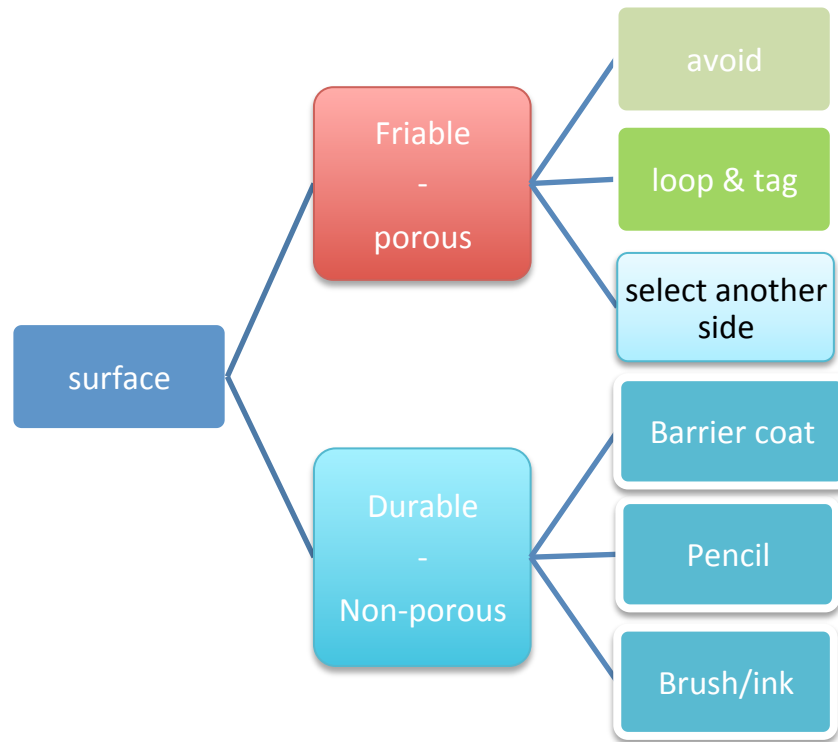 surface
Friable
-
porous
avoid
loop & tag
select another
side
Durable
-
Non-porous
Barrier coat
Pencil
Brush/ink